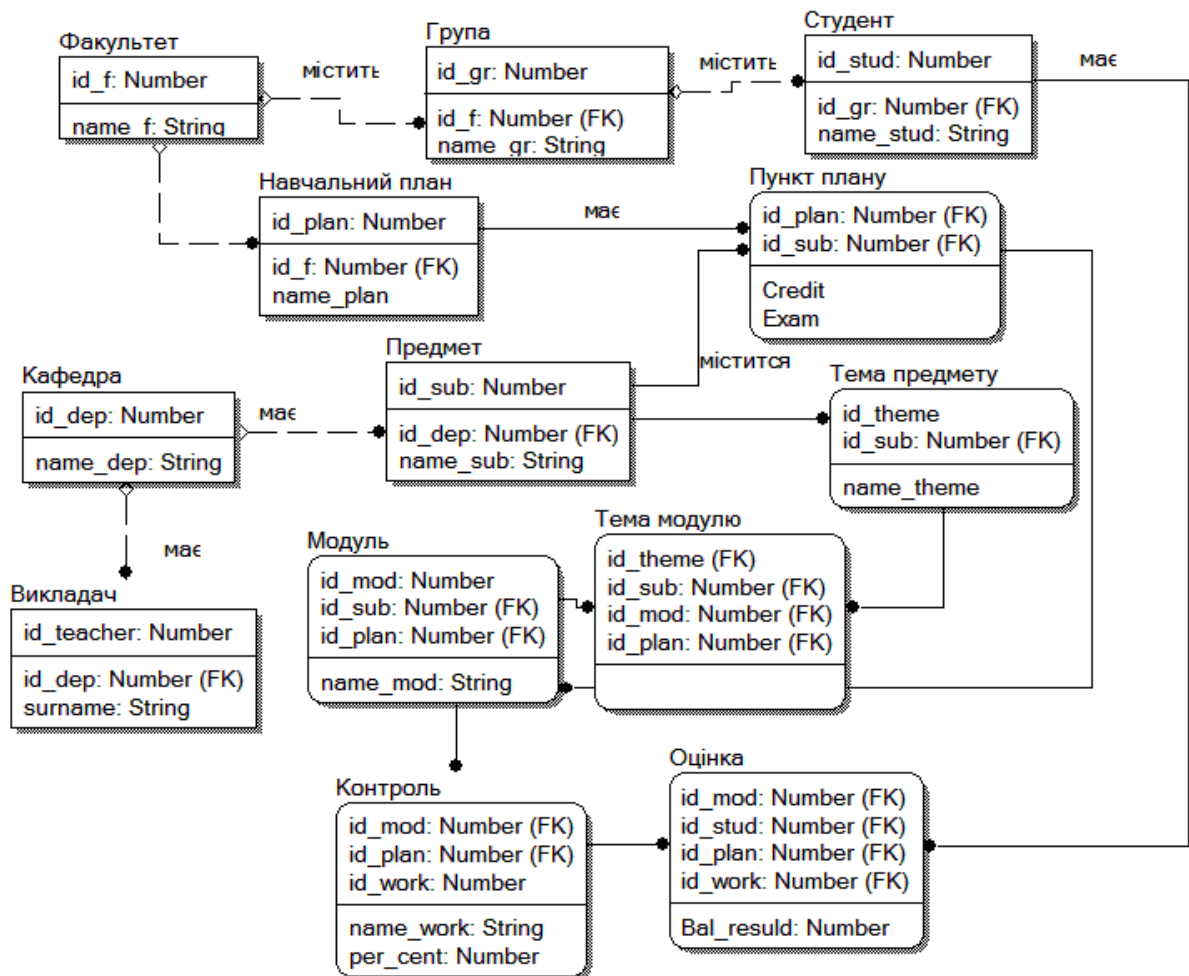 Факультет
id_f: Number
name_f: String
містить
Група
id_gr: Number
id_f: Number (FK)
name_gr: String
містить
Студент
id_stud: Number
id_gr: Number (FK)
name_stud: String
має
Навчальний план
id_plan: Number
id_f: Number (FK)
name_plan
має
Пункт плану
id_plan: Number (FK)
id_sub: Number (FK)
Credit
Exam
Кафедра
id_dep: Number
name_dep: String
має
Предмет
id_sub: Number
id_dep: Number (FK)
name_sub: String
містится
Тема предмету
id_theme
id_sub: Number (FK)
name_theme
має
Викладач
id_teacher: Number
id_dep: Number (FK)
surname: String
Модуль
id_mod: Number
id_sub: Number (FK)
id_plan: Number (FK)
name_mod: String
Тема модулю
id_theme (FK)
id_sub: Number (FK)
id_mod: Number (FK)
id_plan: Number (FK)
Контроль
id_mod: Number (FK)
id_plan: Number (FK)
id_work: Number
name_work: String
per_cent: Number
Оцінка
id_mod: Number (FK)
id_stud: Number (FK)
id_plan: Number (FK)
id_work: Number (FK)
Bal_resuld: Number